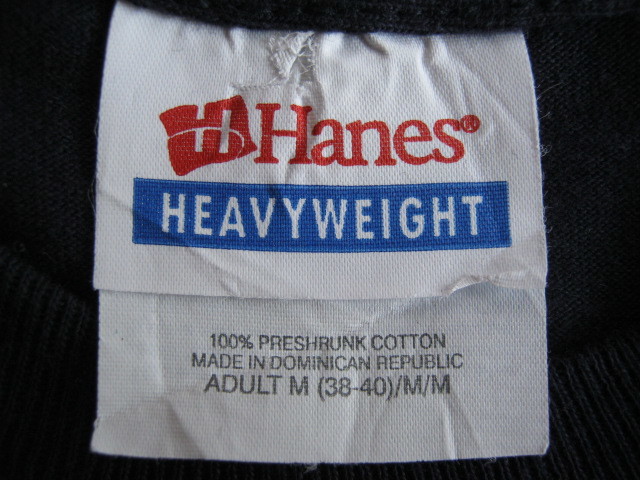 H Hanes®
HEAVYWEIGHT
100% PRESHRUNK COTTON
MADE IN DOMINICAN REPUBLIC
ADULT M (38-40)/M/M